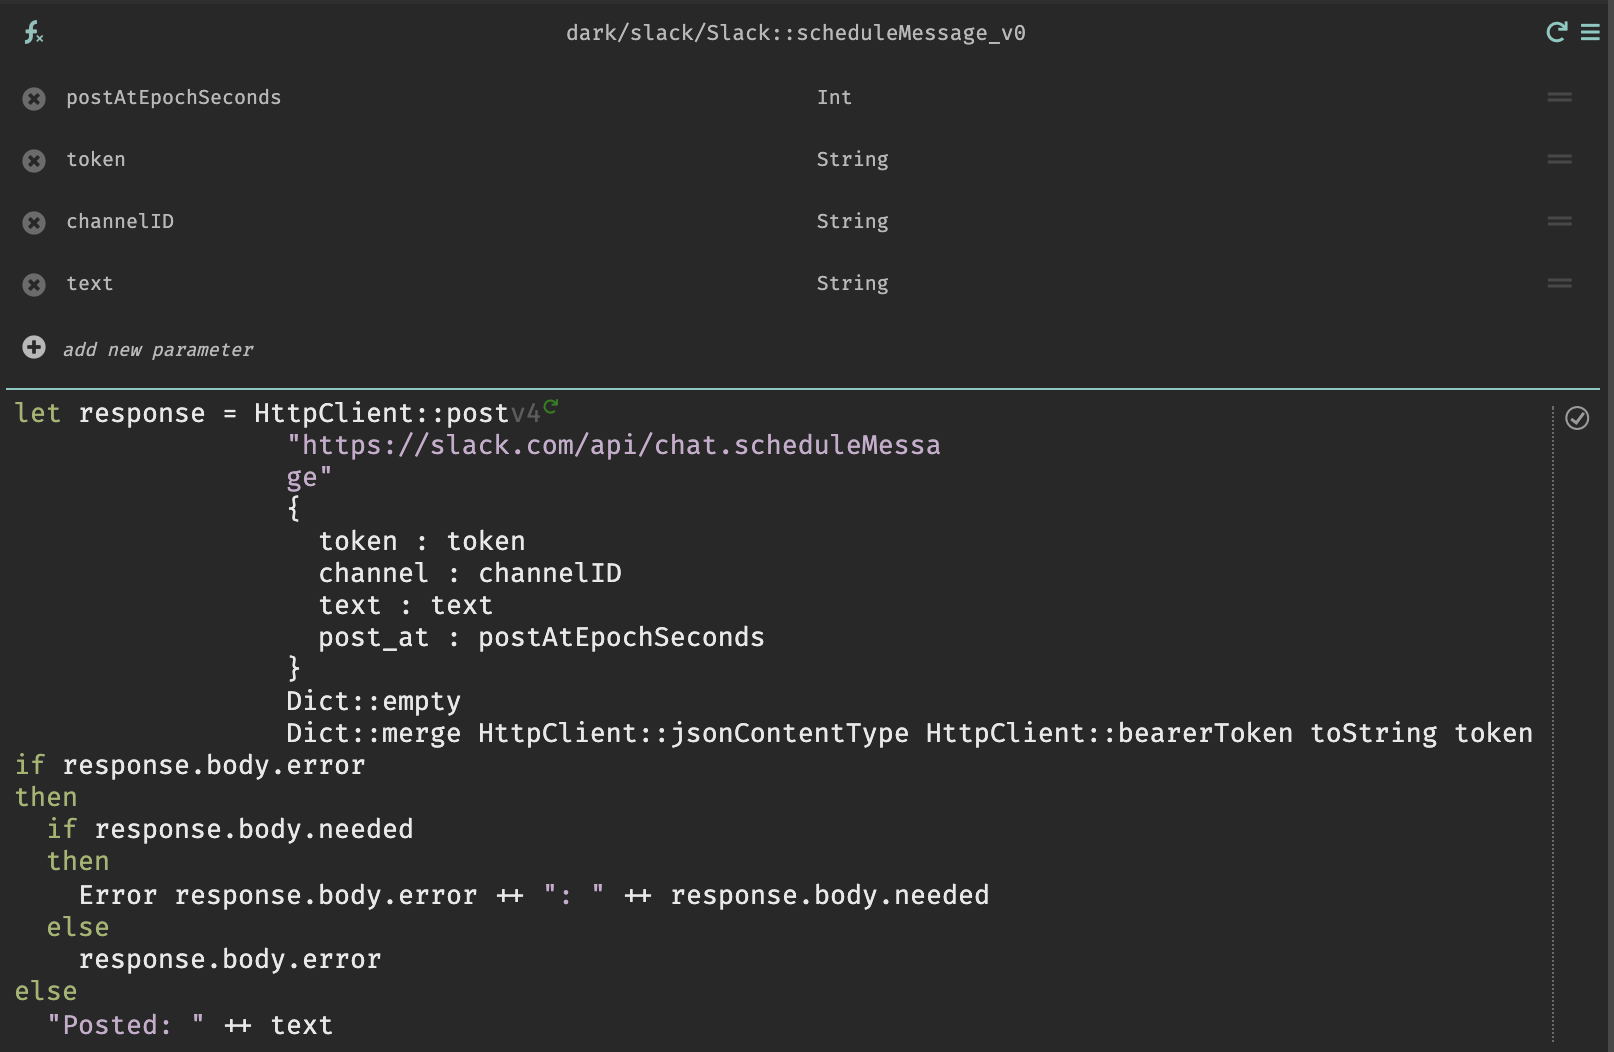 dark/slack/Slack::scheduleMessage_v0
postAtEpochSeconds Int
token String
channelID String
text String
add new parameter
let response = HttpClient::postv4
"https://slack.com/api/chat.scheduleMessa
ge"
{
token : token
channel : channelID
text : text
post_at : postAtEpochSeconds
}
Dict::empty
Dict::merge HttpClient::jsonContentType HttpClient::bearerToken toString token
if response.body.error
then
if response.body.needed
then
Error response.body.error ++ ": " ++ response.body.needed
else
response.body.error
else
"Posted: " ++ text